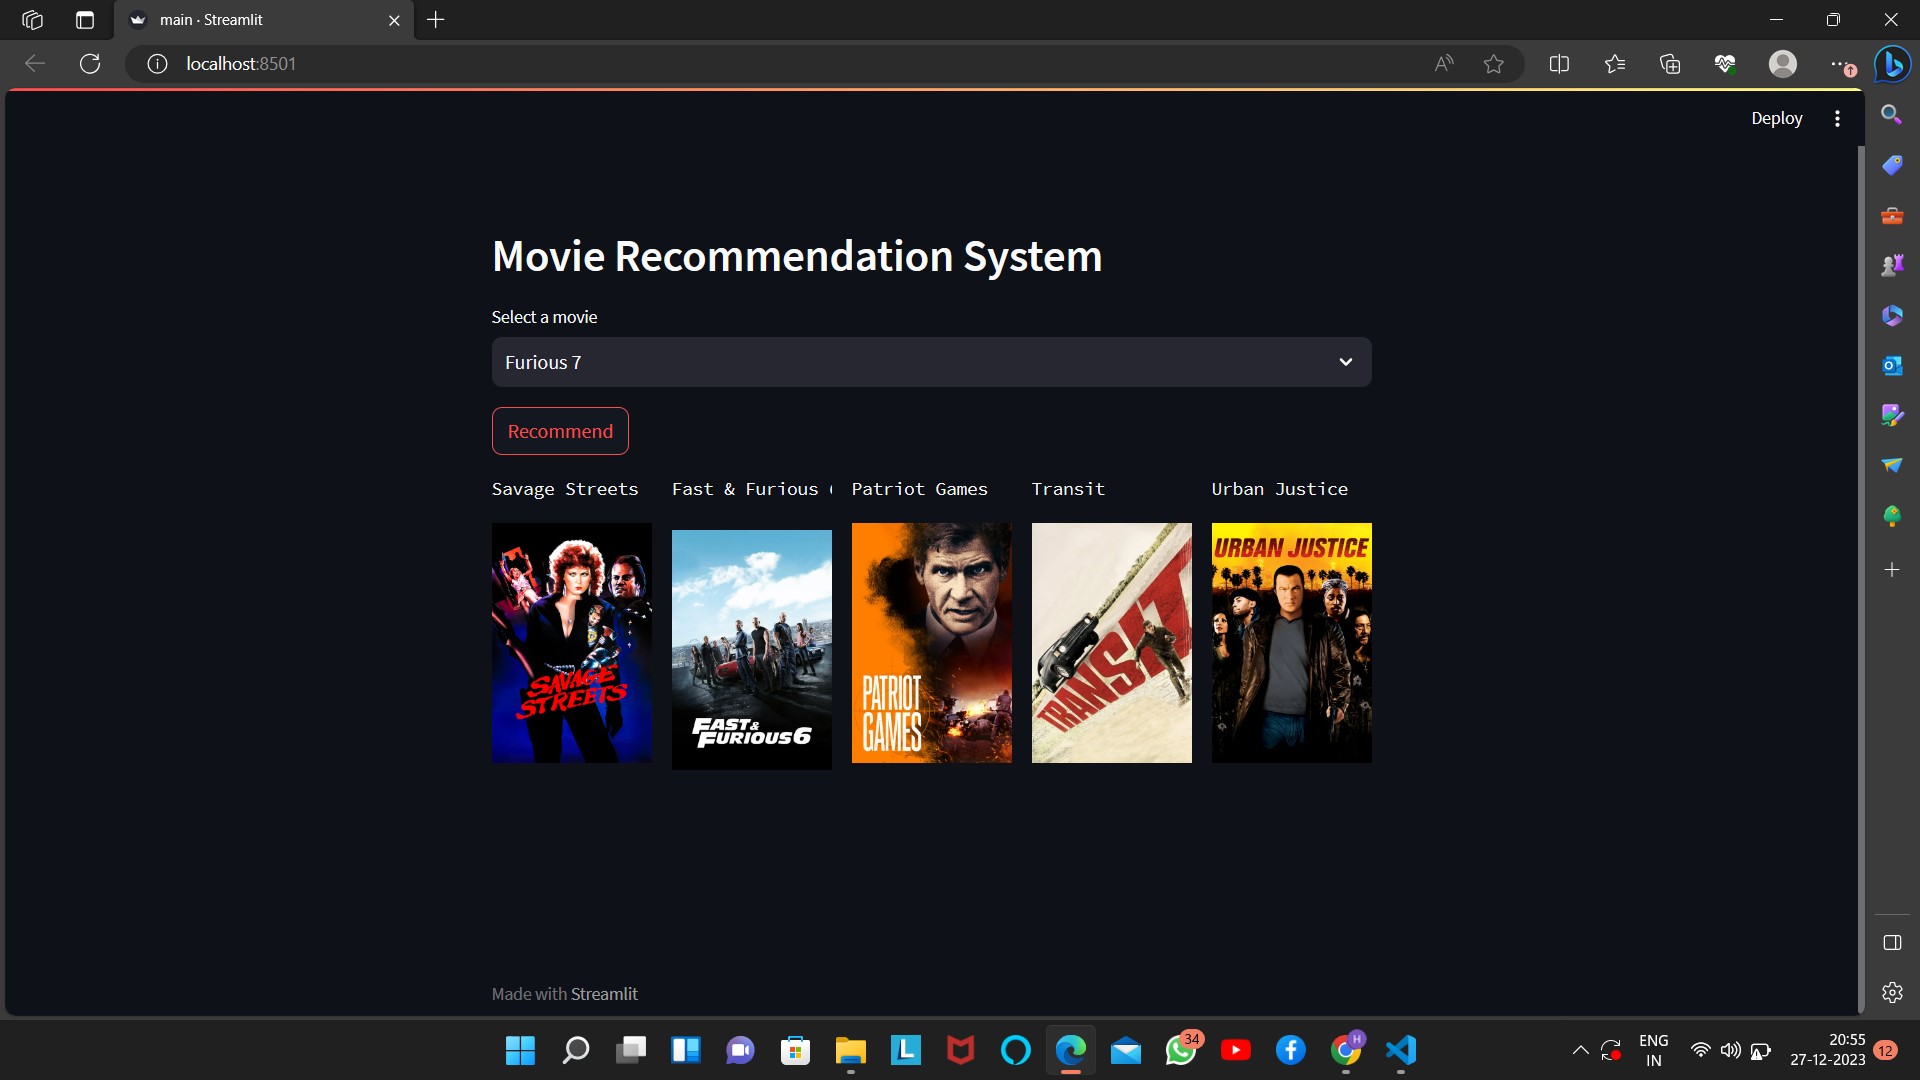 main · Streamlit
localhost:8501
Deploy
Movie Recommendation System
Select a movie
Furious 7
Recommend
Savage Streets
Fast & Furious
Patriot Games
Transit
Urban Justice
SAVAGE
STREETS
FAST &
FURIOUS 6
PATRIOT
GAMES
TRANSIT
URBAN JUSTICE
Made with Streamlit
34
H
ENG
IN
20:55
27-12-2023
12